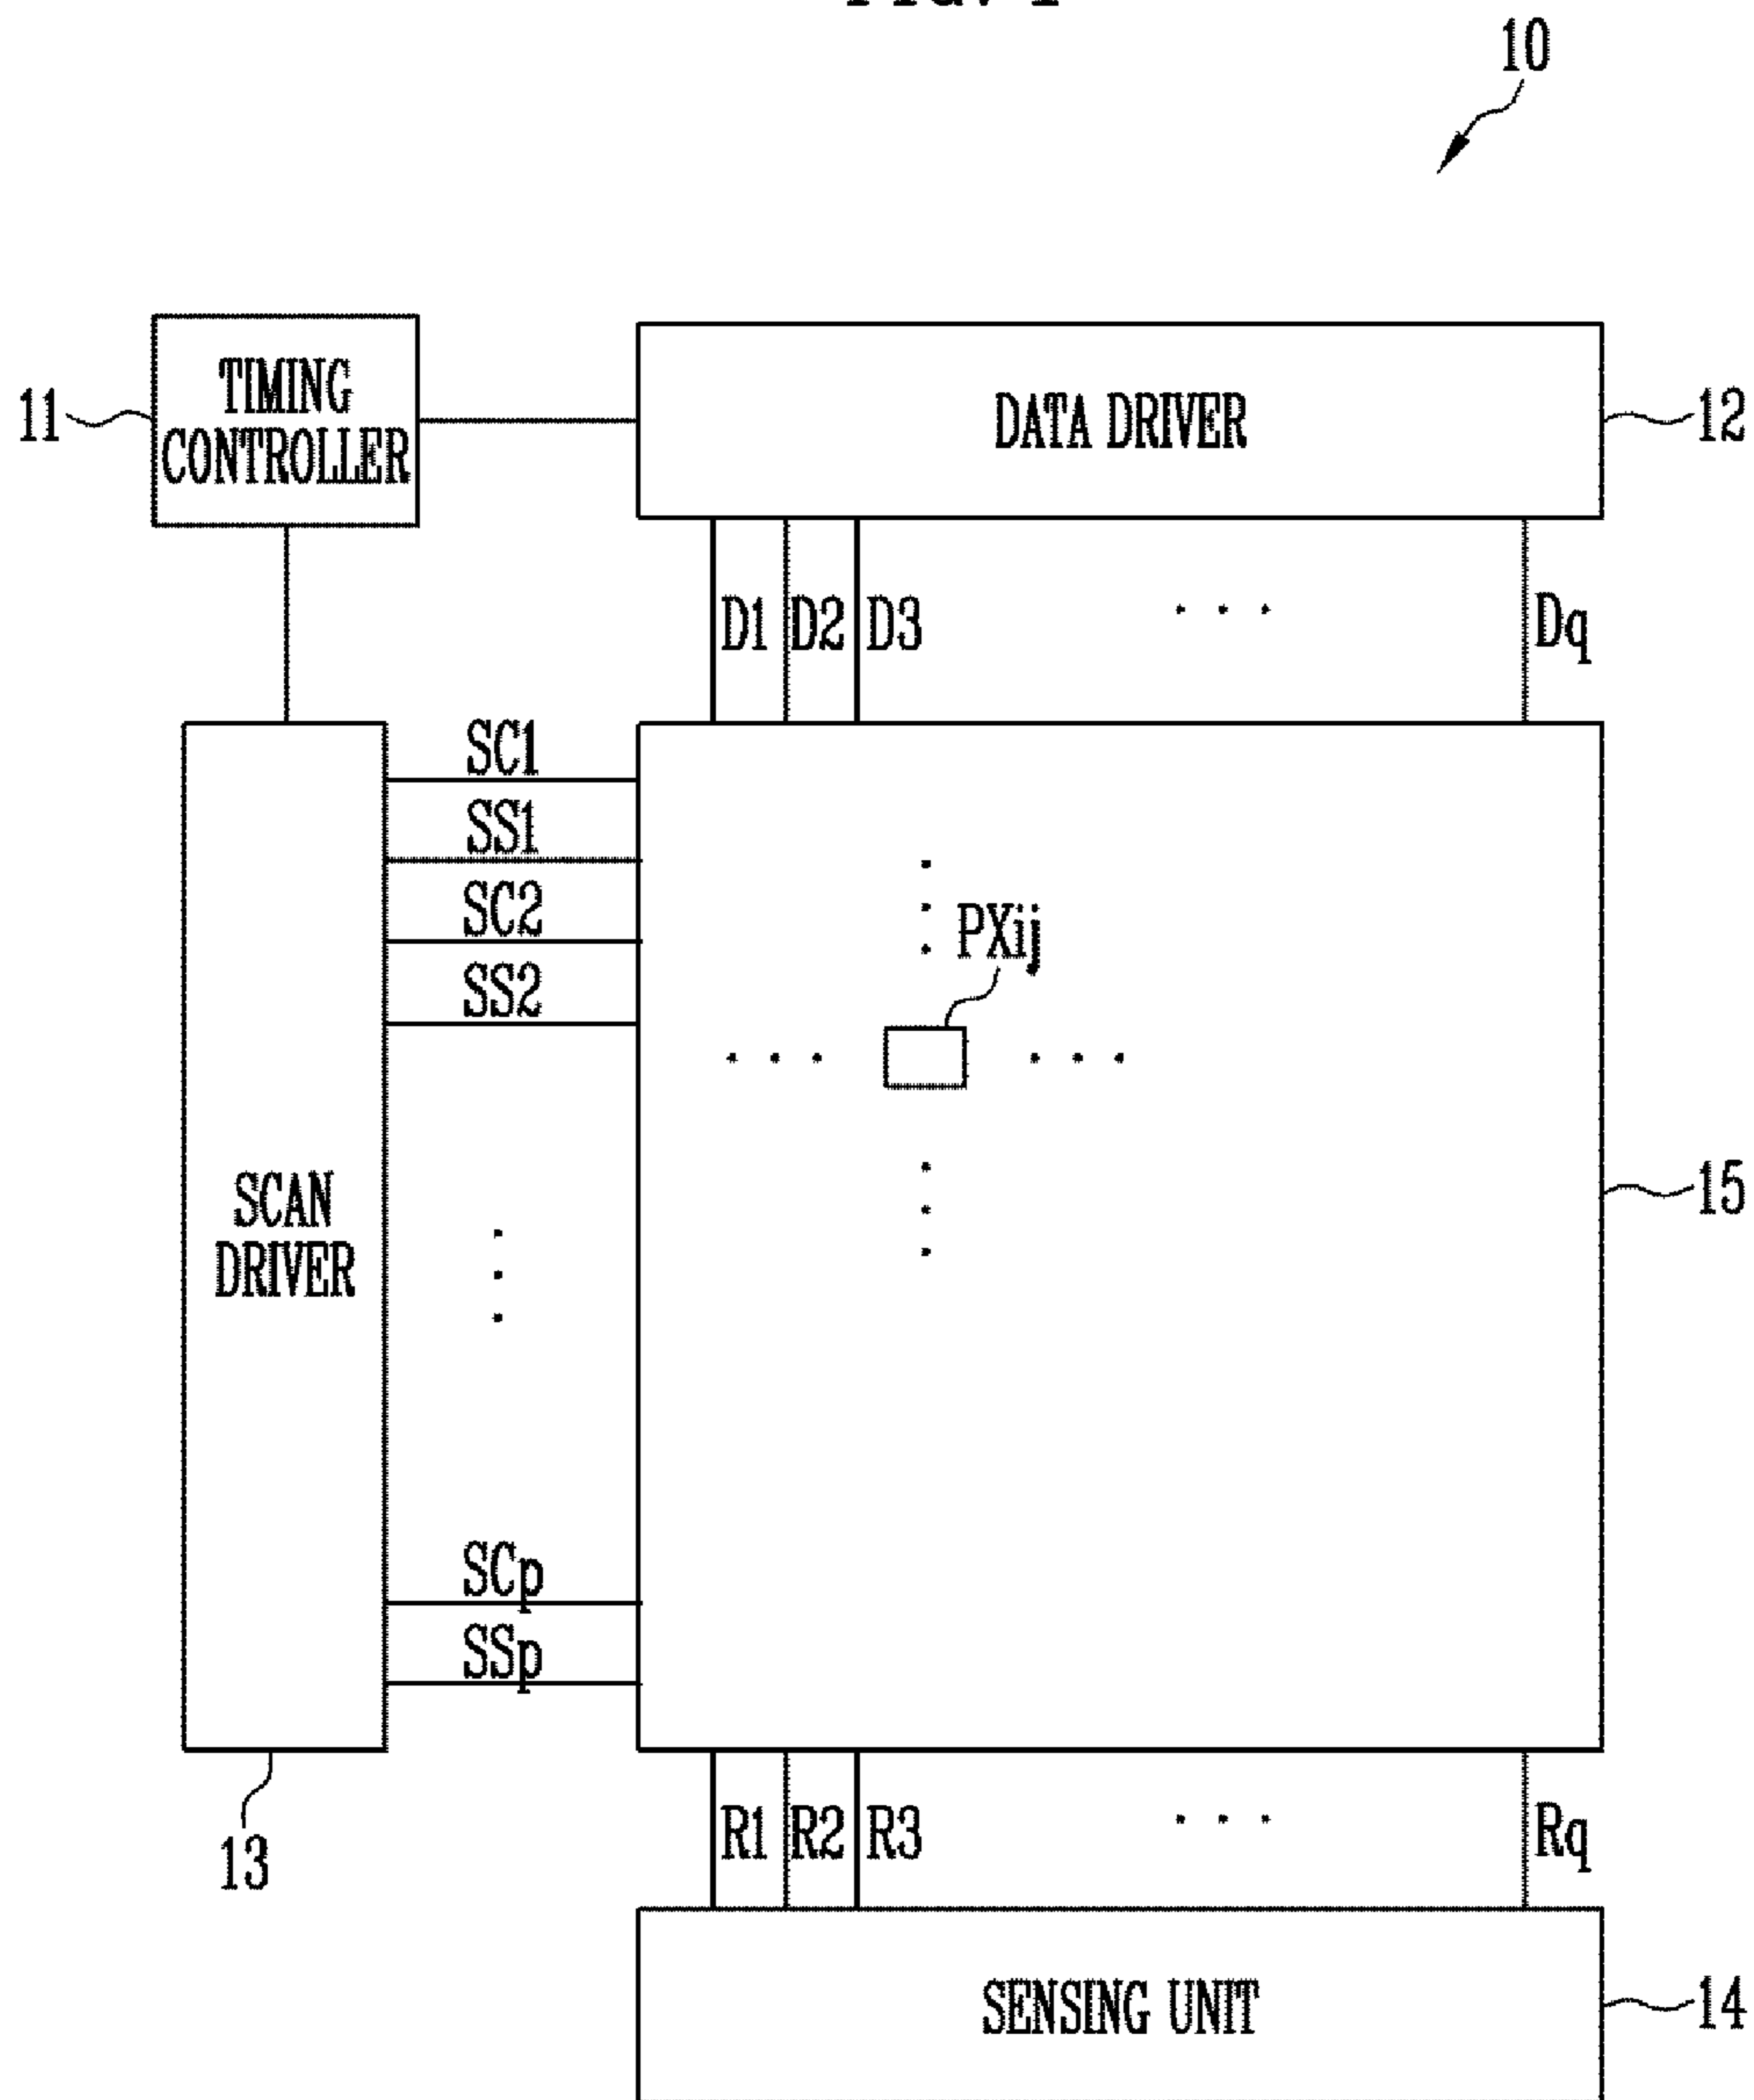 10
TIMING
CONTROLLER
11
DATA DRIVER
12
D1 D2 D3 . . . Dq
SC1
SS1
SC2
SS2
PXij
SCAN
DRIVER
15
SCp
SSp
R1 R2 R3 . . . Rq
13
SENSING UNIT
14